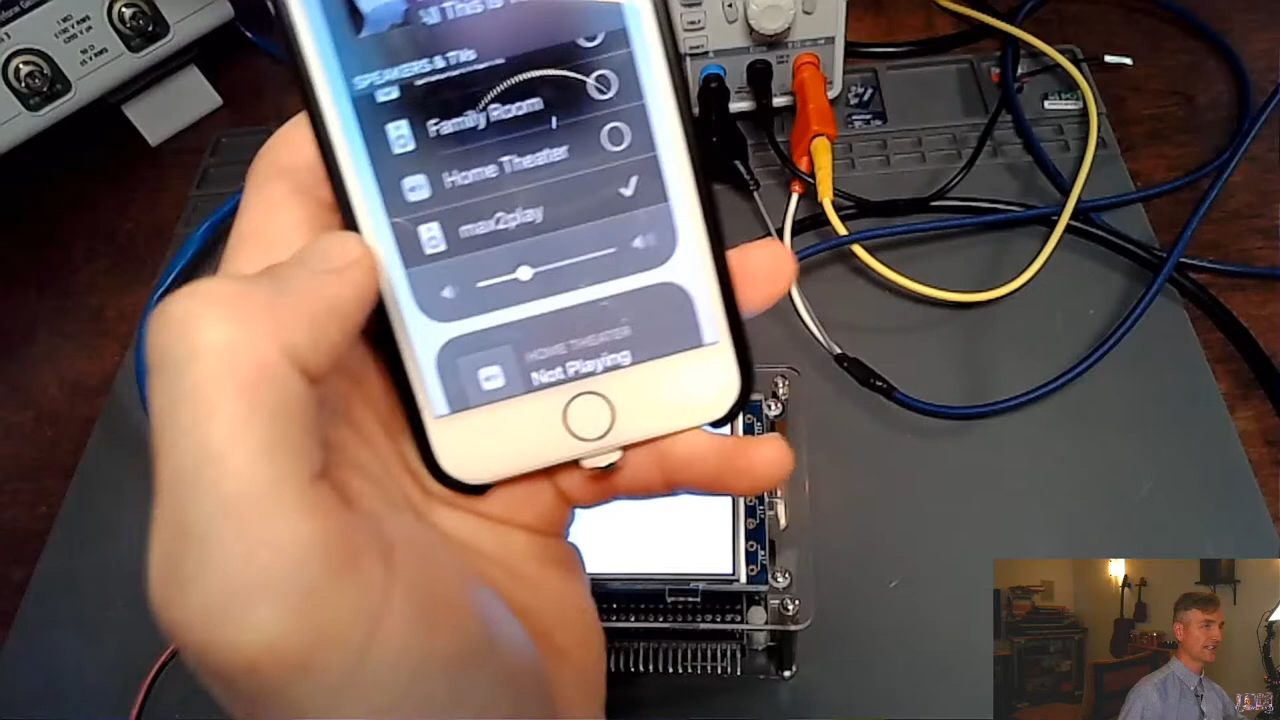 All This is
SPEAKERS & TVs
Family Room
Home Theater
max2play
HOME THEATER
Not Playing